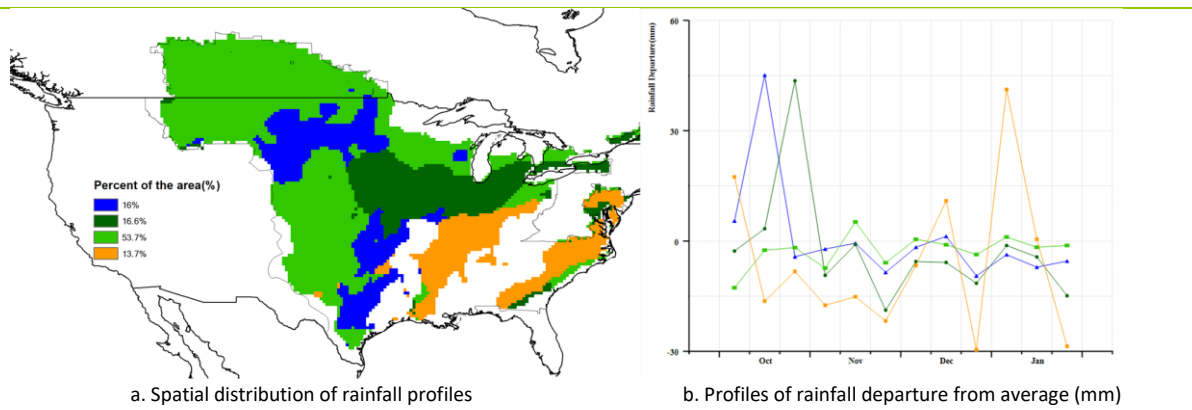 Percent of the area(%)
16%
16.6%
53.7%
13.7%
a. Spatial distribution of rainfall profiles
Rainfall Departure(mm)
60
30
0
-30
Oct
Nov
Dec
Jan
b. Profiles of rainfall departure from average (mm)